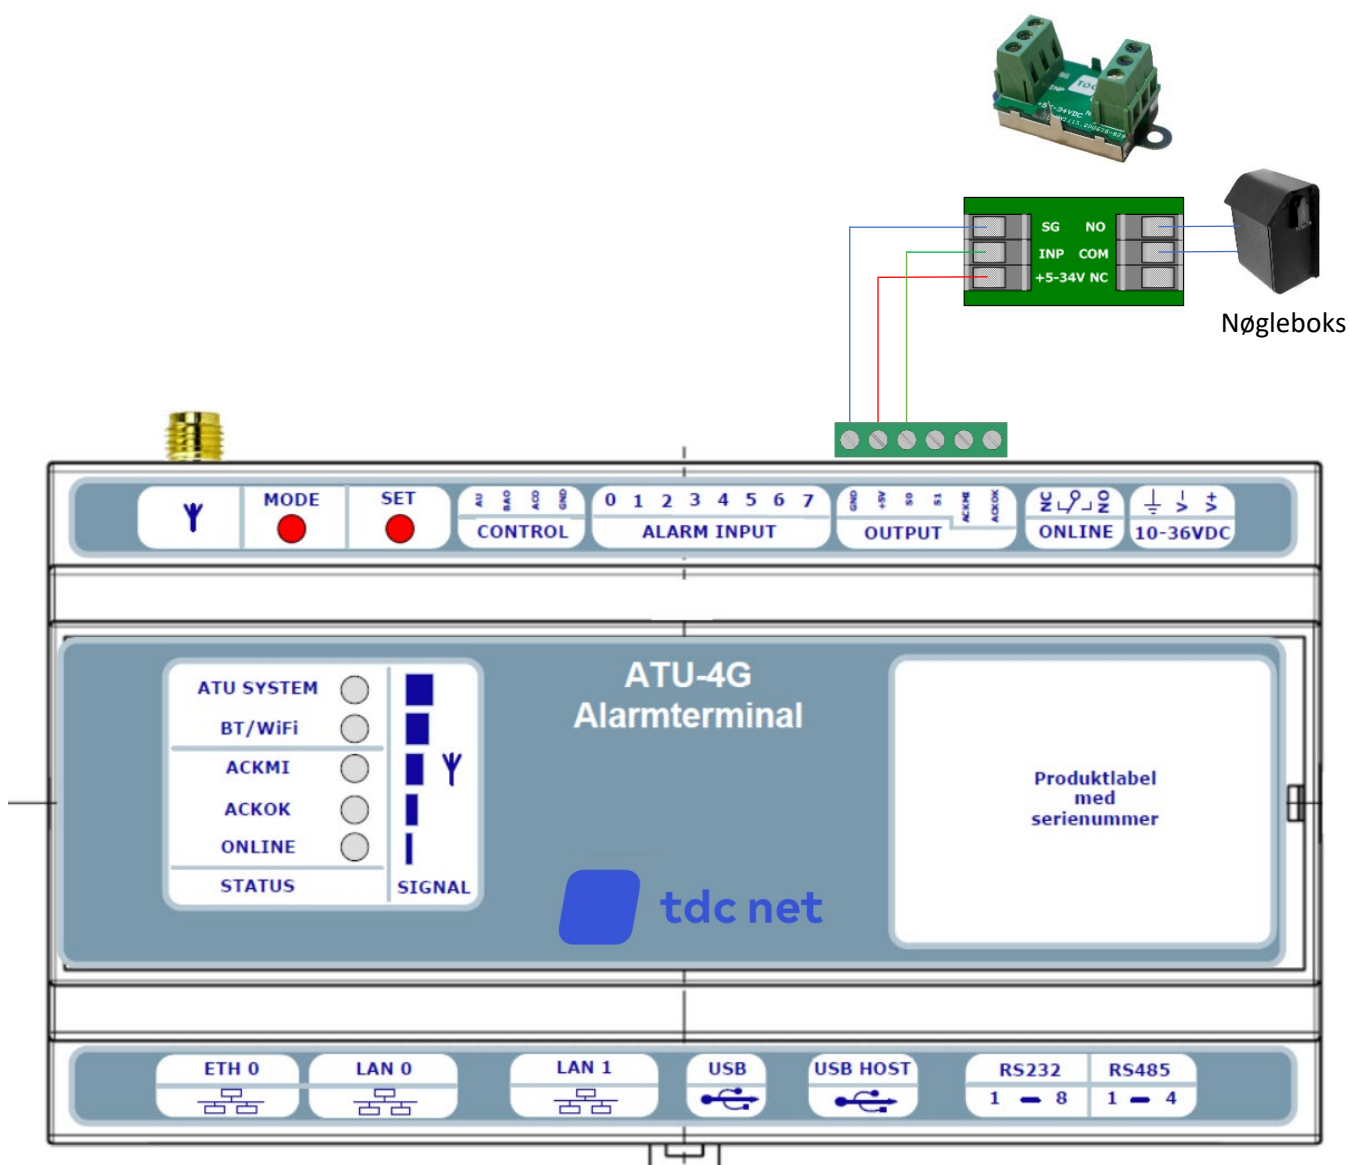 SG NO
INP COM
+5-34V NC
Nøgleboks
MODE
SET
AU BAO ACO GND
CONTROL
0 1 2 3 4 5 6 7
ALARM INPUT
GND +5V S0 S1 ACKMI ACKOK
OUTPUT
NC NO
ONLINE
V- V+
10-36VDC
ATU-4G
Alarmterminal
ATU SYSTEM
BT/WiFi
ACKMI
ACKOK
ONLINE
STATUS
SIGNAL
Produktlabel
med
serienummer
tdc net
ETH 0
LAN 0
LAN 1
USB
USB HOST
RS232
1 - 8
RS485
1 - 4